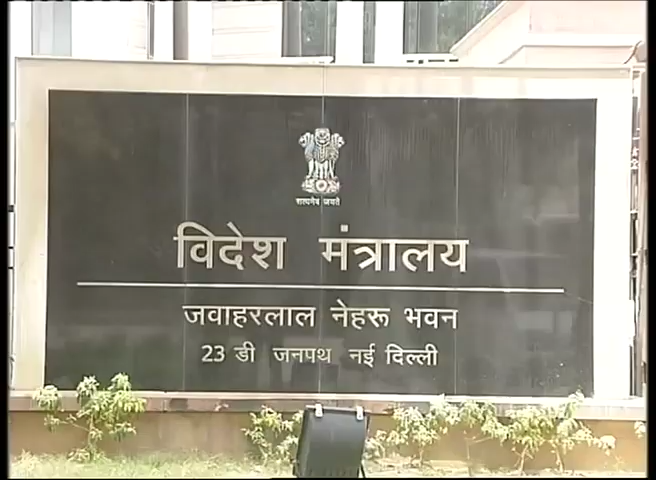 सत्यमेव जयते
विदेश मंत्रालय
जवाहरलाल नेहरू भवन
23 डी जनपथ नई दिल्ली